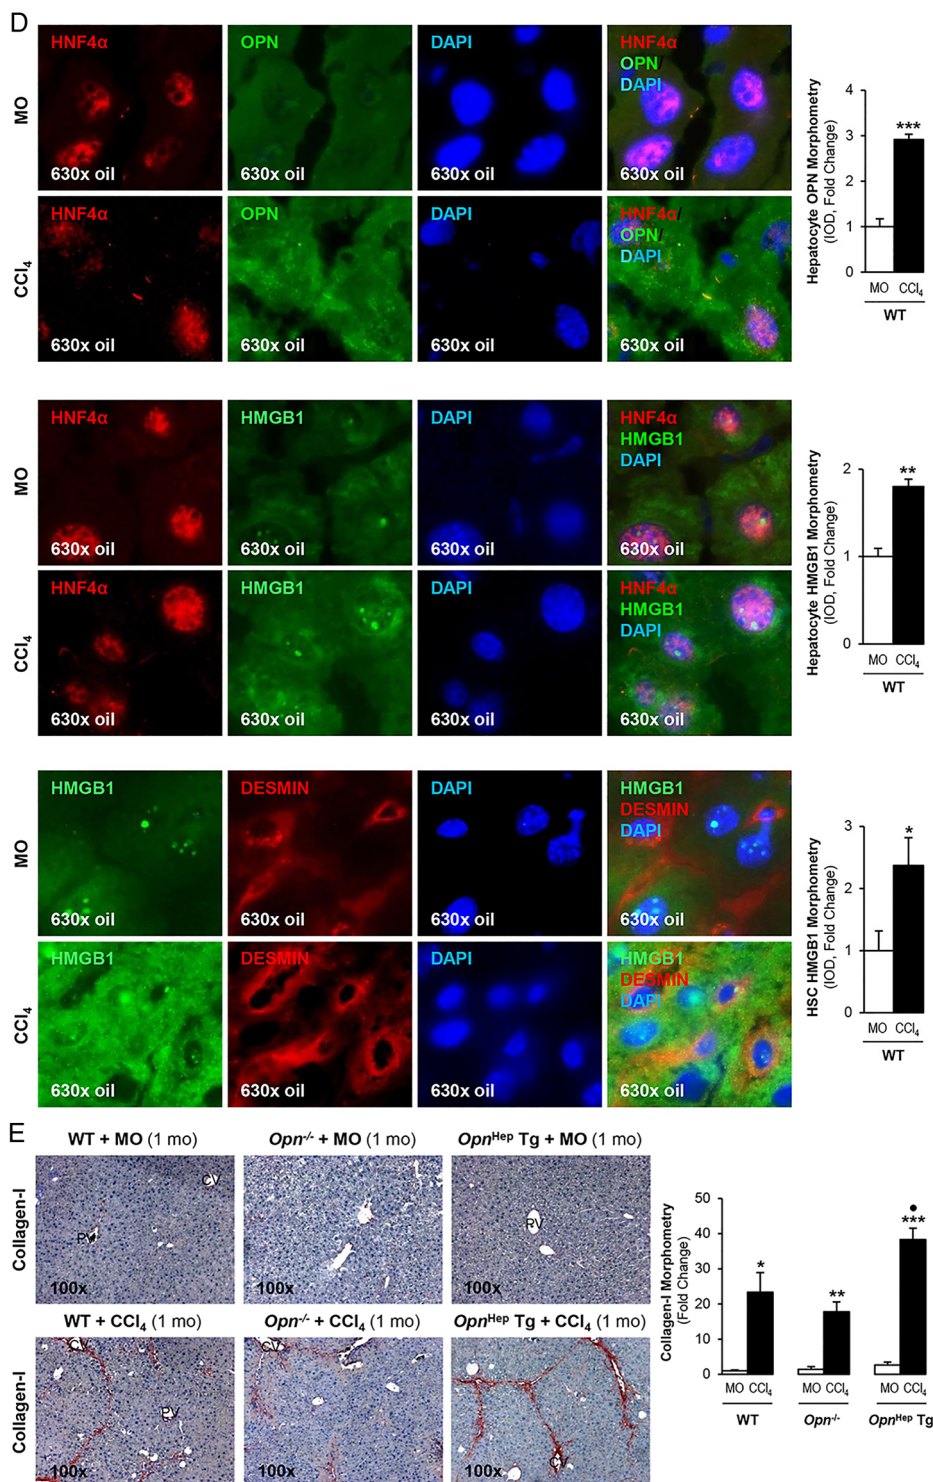 D
HNF4α OPN DAPI HNF4α
OPN/
DAPI
MO
630x oil 630x oil 630x oil 630x oil
HNF4α OPN DAPI HNF4α/
OPN/
DAPI
CCl4
630x oil 630x oil 630x oil 630x oil
Hepatocyte OPN Morphometry
(IOD, Fold Change)
4
3
2
1
0
***
MO CCl4
WT
HNF4α HMGB1 DAPI HNF4α
HMGB1
DAPI
MO
630x oil 630x oil 630x oil 630x oil
HNF4α HMGB1 DAPI HNF4α
HMGB1
DAPI
CCl4
630x oil 630x oil 630x oil 630x oil
Hepatocyte HMGB1 Morphometry
(IOD, Fold Change)
2
1
0
**
MO CCl4
WT
HMGB1 DESMIN DAPI HMGB1
DESMIN
DAPI
MO
630x oil 630x oil 630x oil 630x oil
HMGB1 DESMIN DAPI HMGB1
DESMIN
DAPI
CCl4
630x oil 630x oil 630x oil 630x oil
HSC HMGB1 Morphometry
(IOD, Fold Change)
3
2
1
0
*
MO CCl4
WT
E
WT + MO (1 mo) Opn-/- + MO (1 mo) OpnHep Tg + MO (1 mo)
Collagen-I
CV
PV
PV
100x 100x 100x
WT + CCl4 (1 mo) Opn-/- + CCl4 (1 mo) OpnHep Tg + CCl4 (1 mo)
Collagen-I
CV
CV
PV
CV
100x 100x 100x
Collagen-I Morphometry
(Fold Change)
50
40
30
20
10
0
*
**
•
***
MO CCl4 MO CCl4 MO CCl4
WT Opn-/- OpnHep Tg